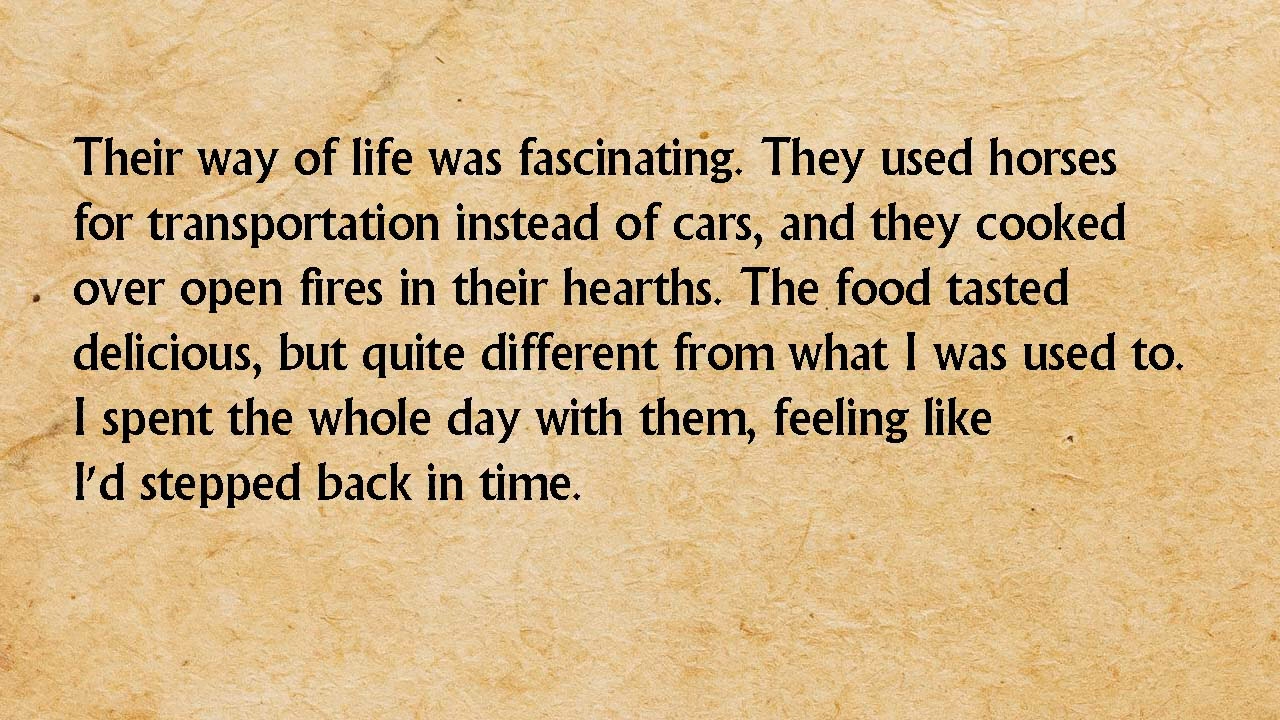 Their way of life was fascinating. They used horses
for transportation instead of cars, and they cooked
over open fires in their hearths. The food tasted
delicious, but quite different from what I was used to.
I spent the whole day with them, feeling like
I'd stepped back in time.